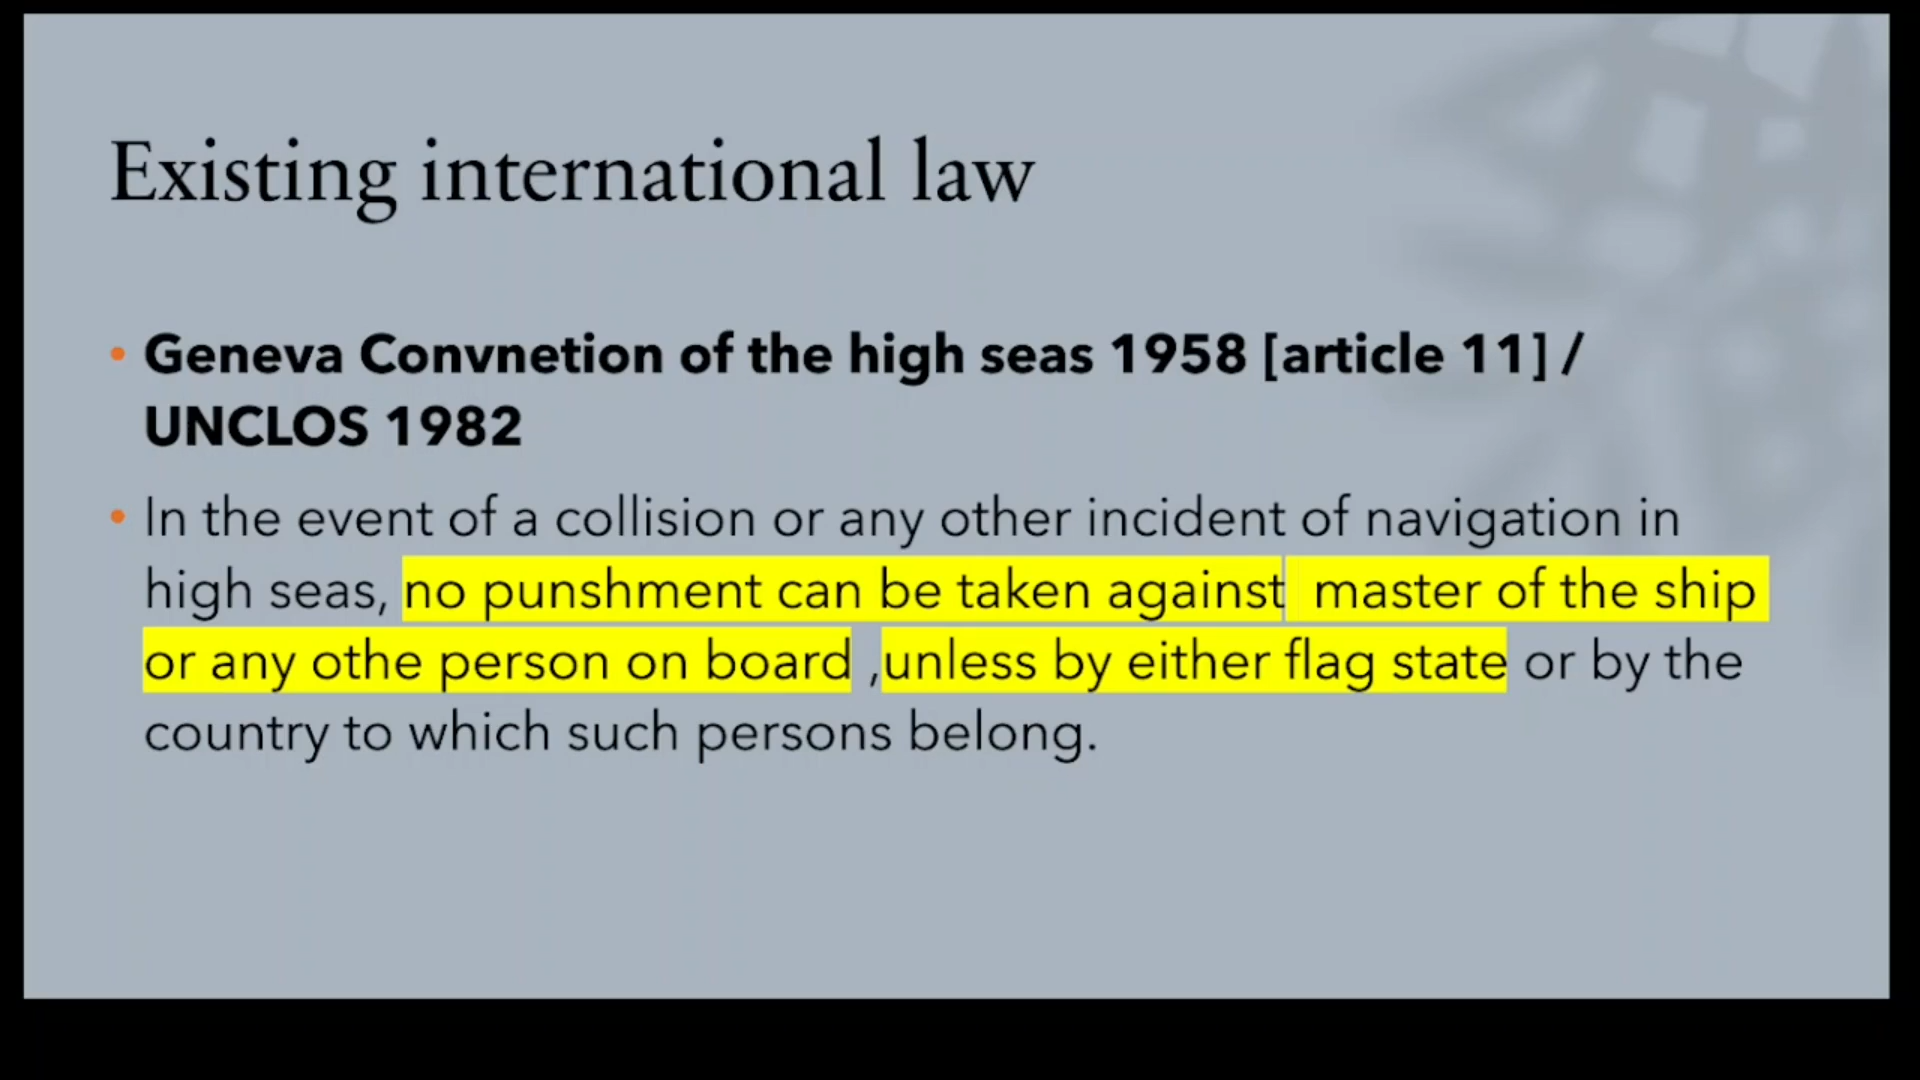 Existing international law
• Geneva Convnetion of the high seas 1958 [article 11] /
UNCLOS 1982
• In the event of a collision or any other incident of navigation in
high seas, no punshment can be taken against  master of the ship
or any othe person on board ,unless by either flag state or by the
country to which such persons belong.